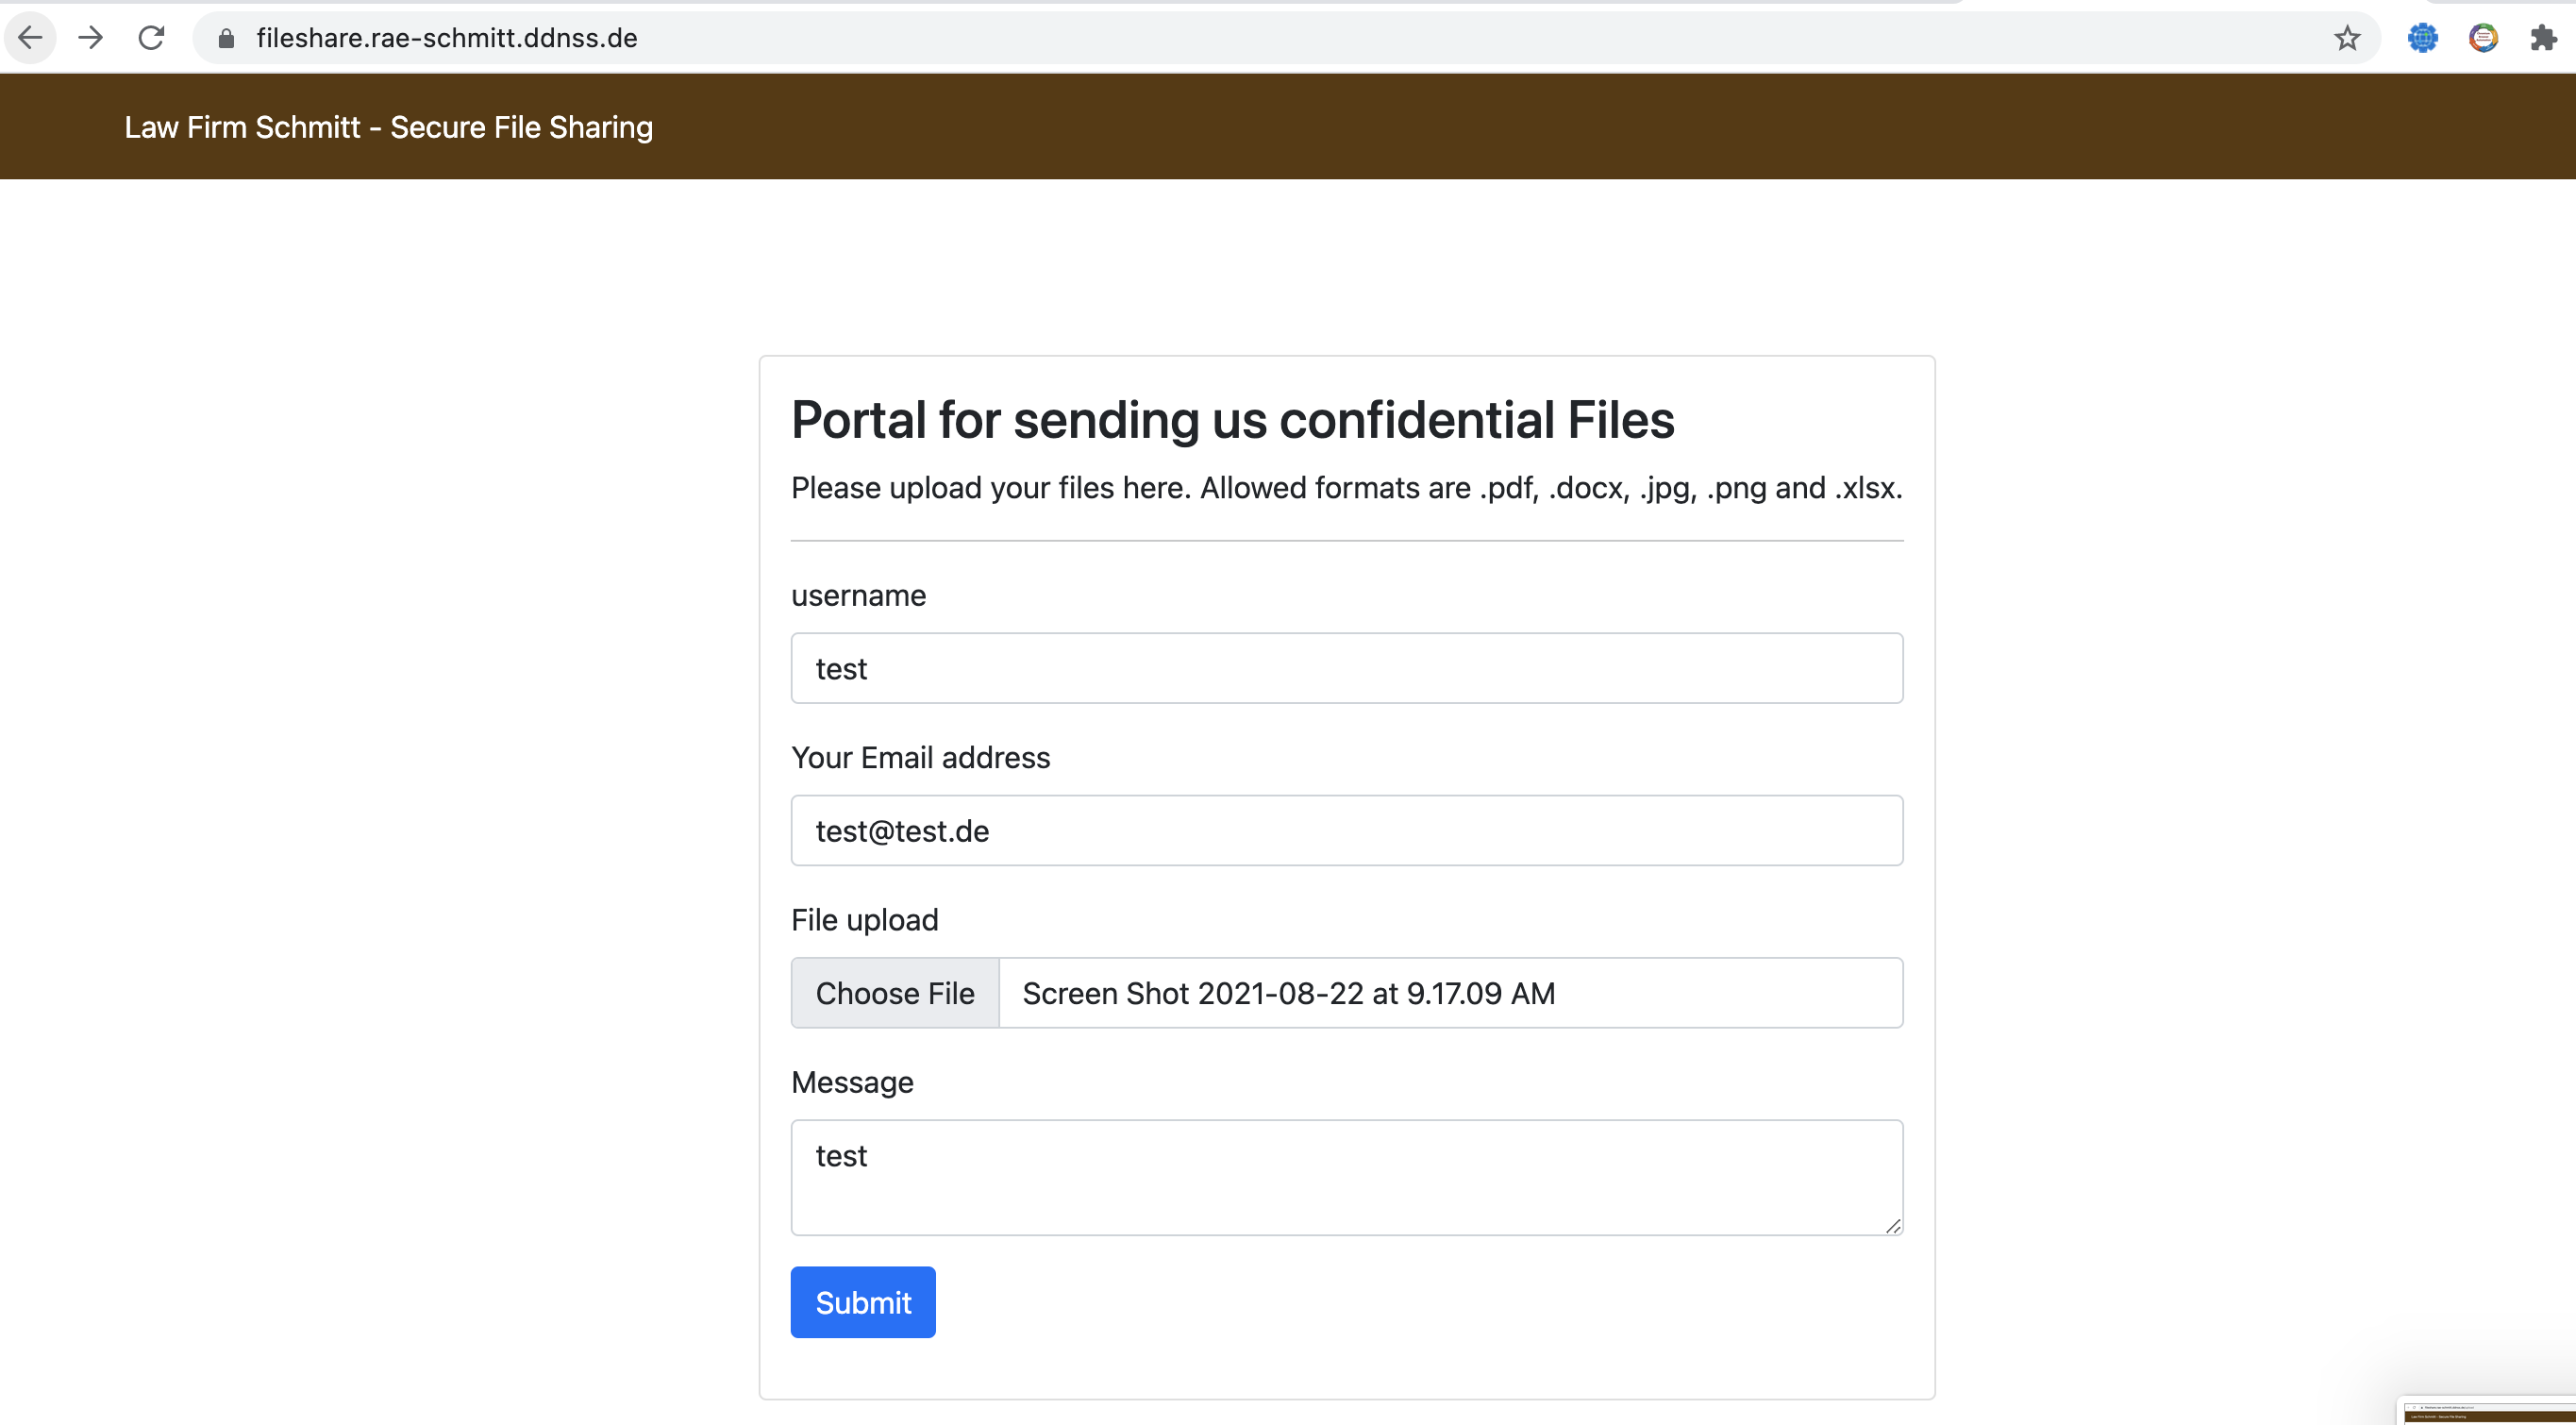 fileshare.rae-schmitt.ddnss.de
Law Firm Schmitt - Secure File Sharing
Portal for sending us confidential Files
Please upload your files here. Allowed formats are .pdf, .docx, .jpg, .png and .xlsx.
username
test
Your Email address
test@test.de
File upload
Choose File Screen Shot 2021-08-22 at 9.17.09 AM
Message
test
Submit